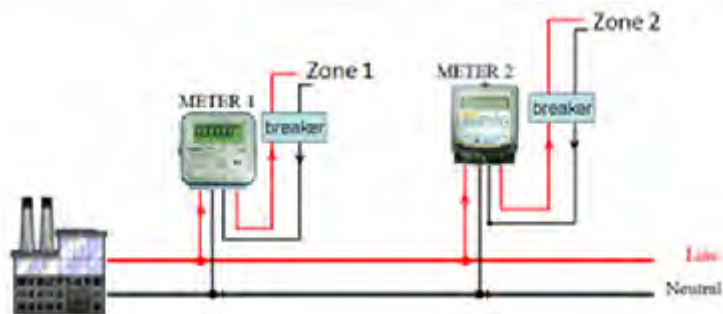 Zone 1
METER 1
breaker
Zone 2
METER 2
breaker
Line
Neutral